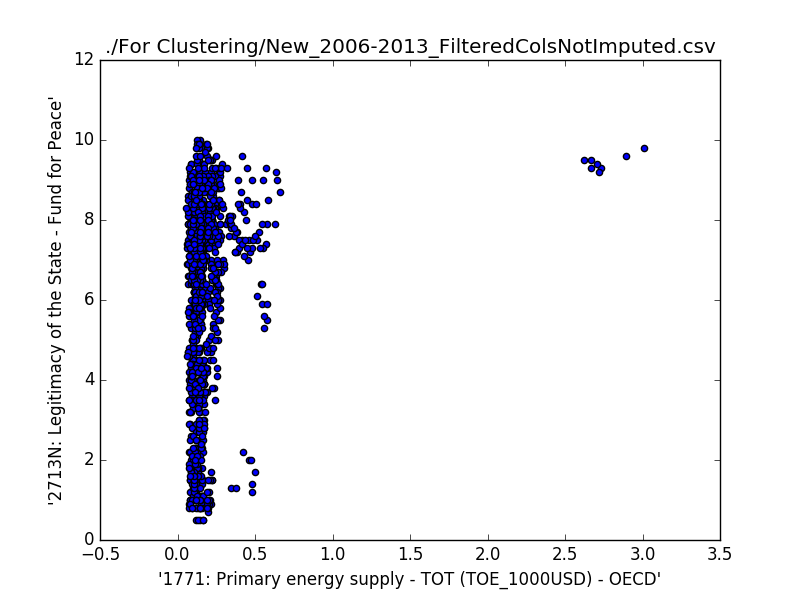 ./For Clustering/New_2006-2013_FilteredColsNotImputed.csv
'2713N: Legitimacy of the State - Fund for Peace'
12
10
8
6
4
2
0
−0.5 0.0 0.5 1.0 1.5 2.0 2.5 3.0 3.5
'1771: Primary energy supply - TOT (TOE_1000USD) - OECD'